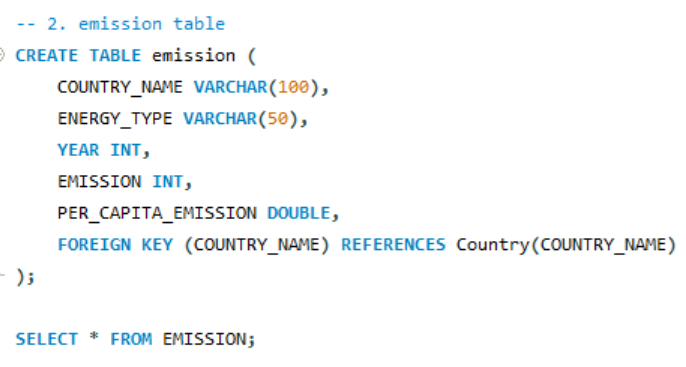 -- 2. emission table
CREATE TABLE emission (
COUNTRY_NAME VARCHAR(100),
ENERGY_TYPE VARCHAR(50),
YEAR INT,
EMISSION INT,
PER_CAPITA_EMISSION DOUBLE,
FOREIGN KEY (COUNTRY_NAME) REFERENCES Country(COUNTRY_NAME)
);
SELECT * FROM EMISSION;